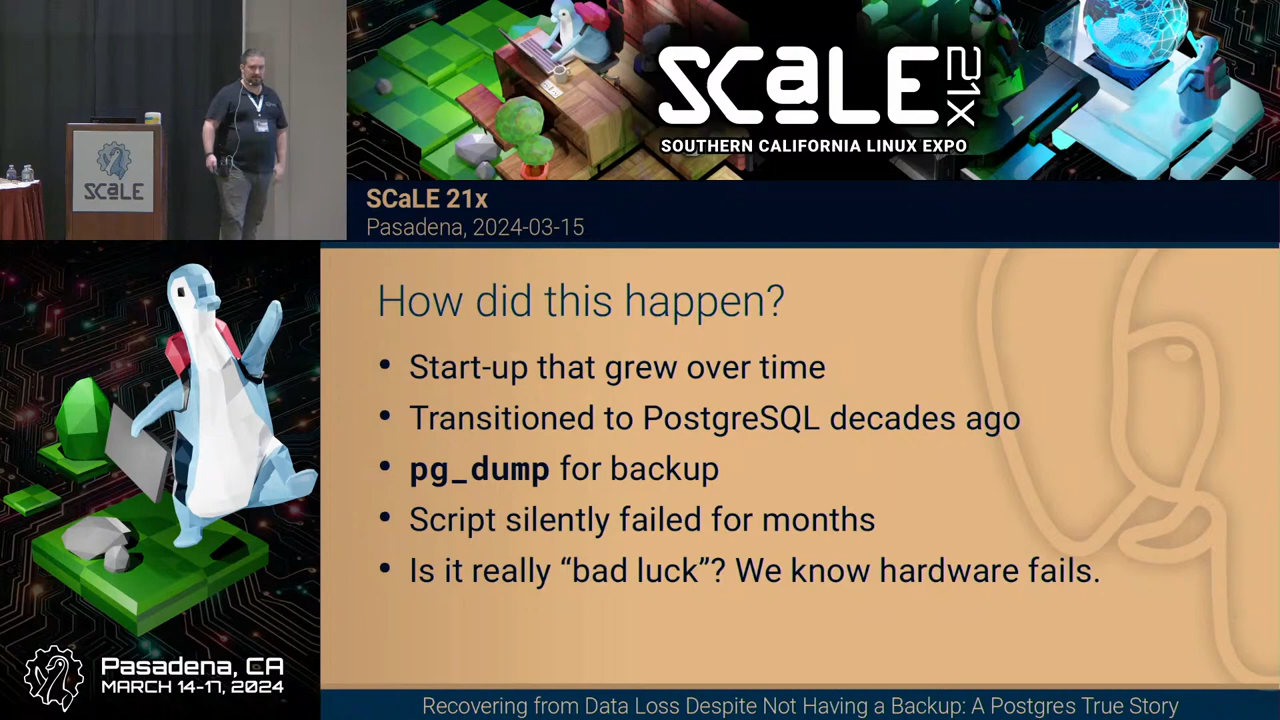 SCaLE
SCaLE 21x
SOUTHERN CALIFORNIA LINUX EXPO
SCaLE 21x
Pasadena, 2024-03-15
How did this happen?
• Start-up that grew over time
• Transitioned to PostgreSQL decades ago
• pg_dump for backup
• Script silently failed for months
• Is it really “bad luck”? We know hardware fails.
Pasadena, CA
MARCH 14-17, 2024
Recovering from Data Loss Despite Not Having a Backup: A Postgres True Story